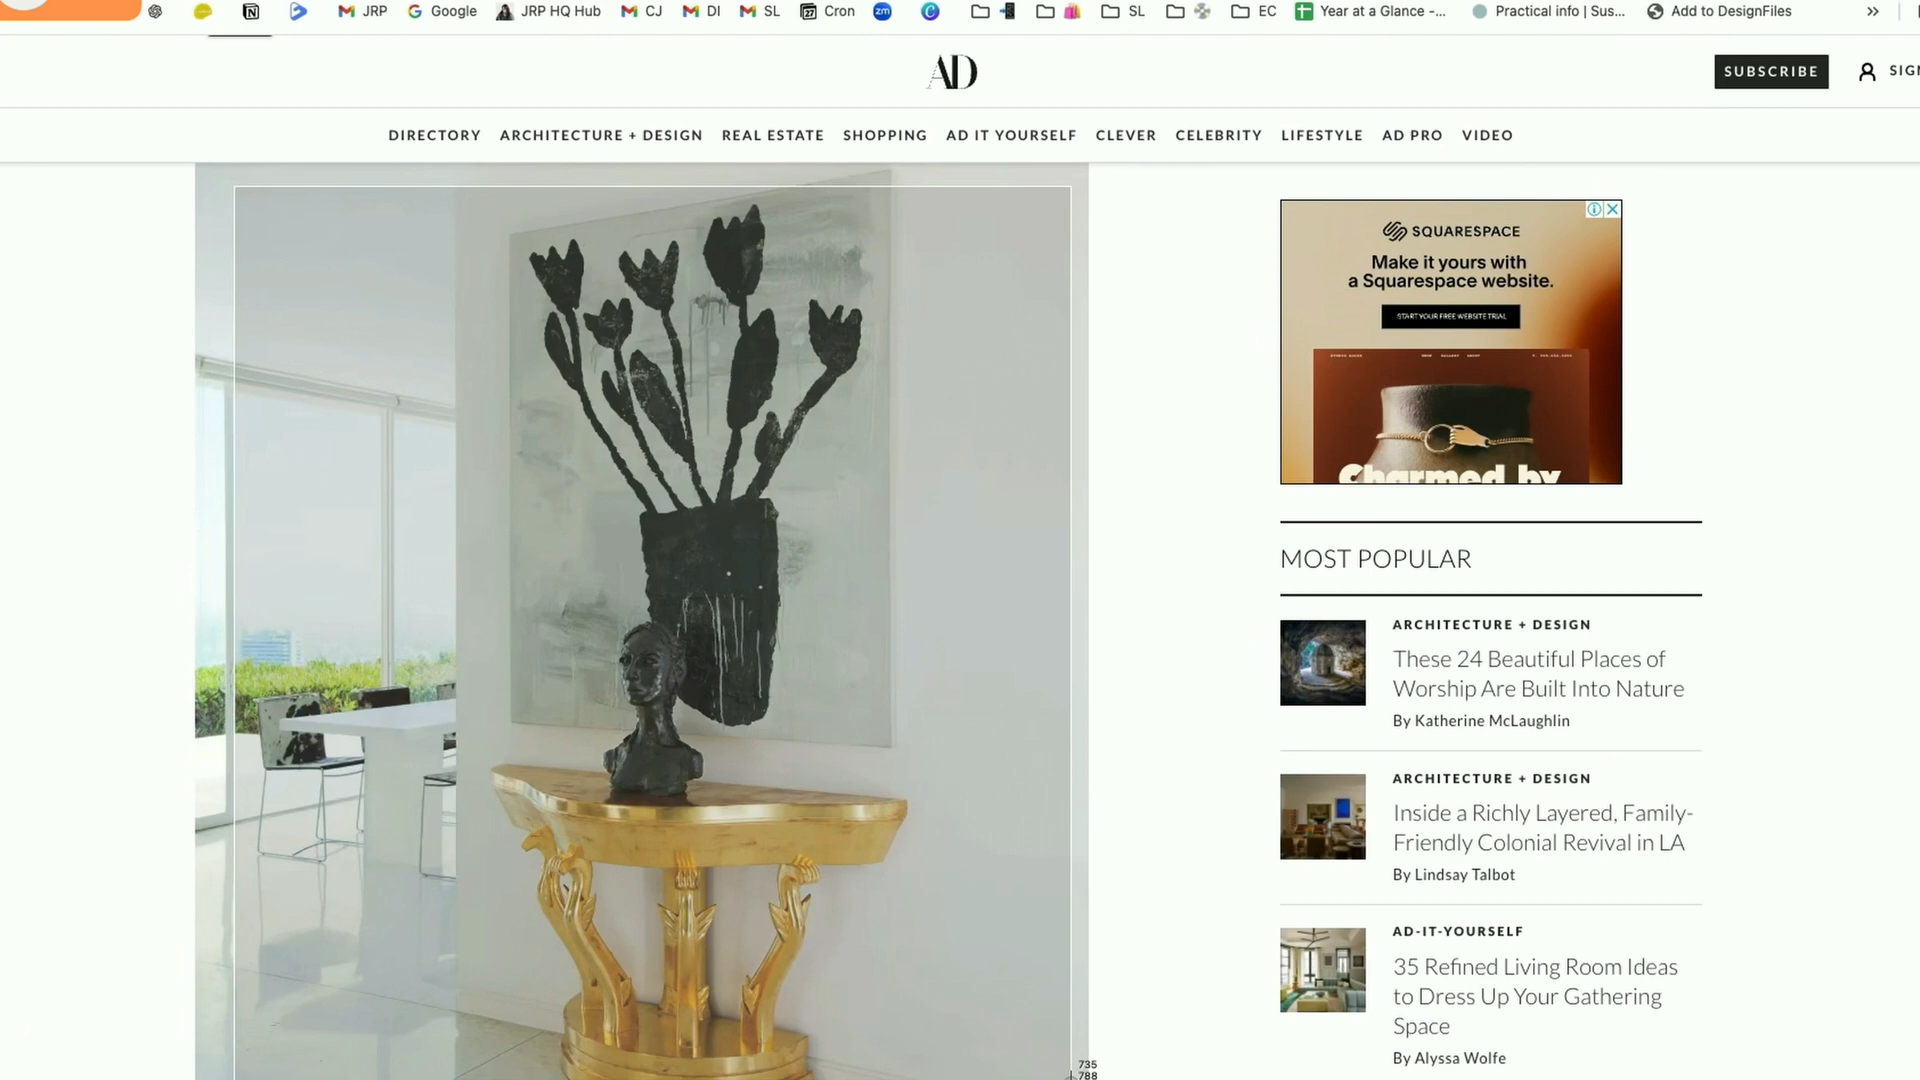 JRP
Google
JRP HQ Hub
CJ
DI
SL
27
Cron
zm
SL
EC
Year at a Glance -...
Practical info | Sus...
Add to DesignFiles
AD
SUBSCRIBE
SIGN
DIRECTORY
ARCHITECTURE + DESIGN
REAL ESTATE
SHOPPING
AD IT YOURSELF
CLEVER
CELEBRITY
LIFESTYLE
AD PRO
VIDEO
SQUARESPACE
Make it yours with
a Squarespace website.
START YOUR FREE WEBSITE TRIAL
Charmed by
MOST POPULAR
ARCHITECTURE + DESIGN
These 24 Beautiful Places of
Worship Are Built Into Nature
By Katherine McLaughlin
ARCHITECTURE + DESIGN
Inside a Richly Layered, Family-
Friendly Colonial Revival in LA
By Lindsay Talbot
AD-IT-YOURSELF
35 Refined Living Room Ideas
to Dress Up Your Gathering
Space
By Alyssa Wolfe
735
788